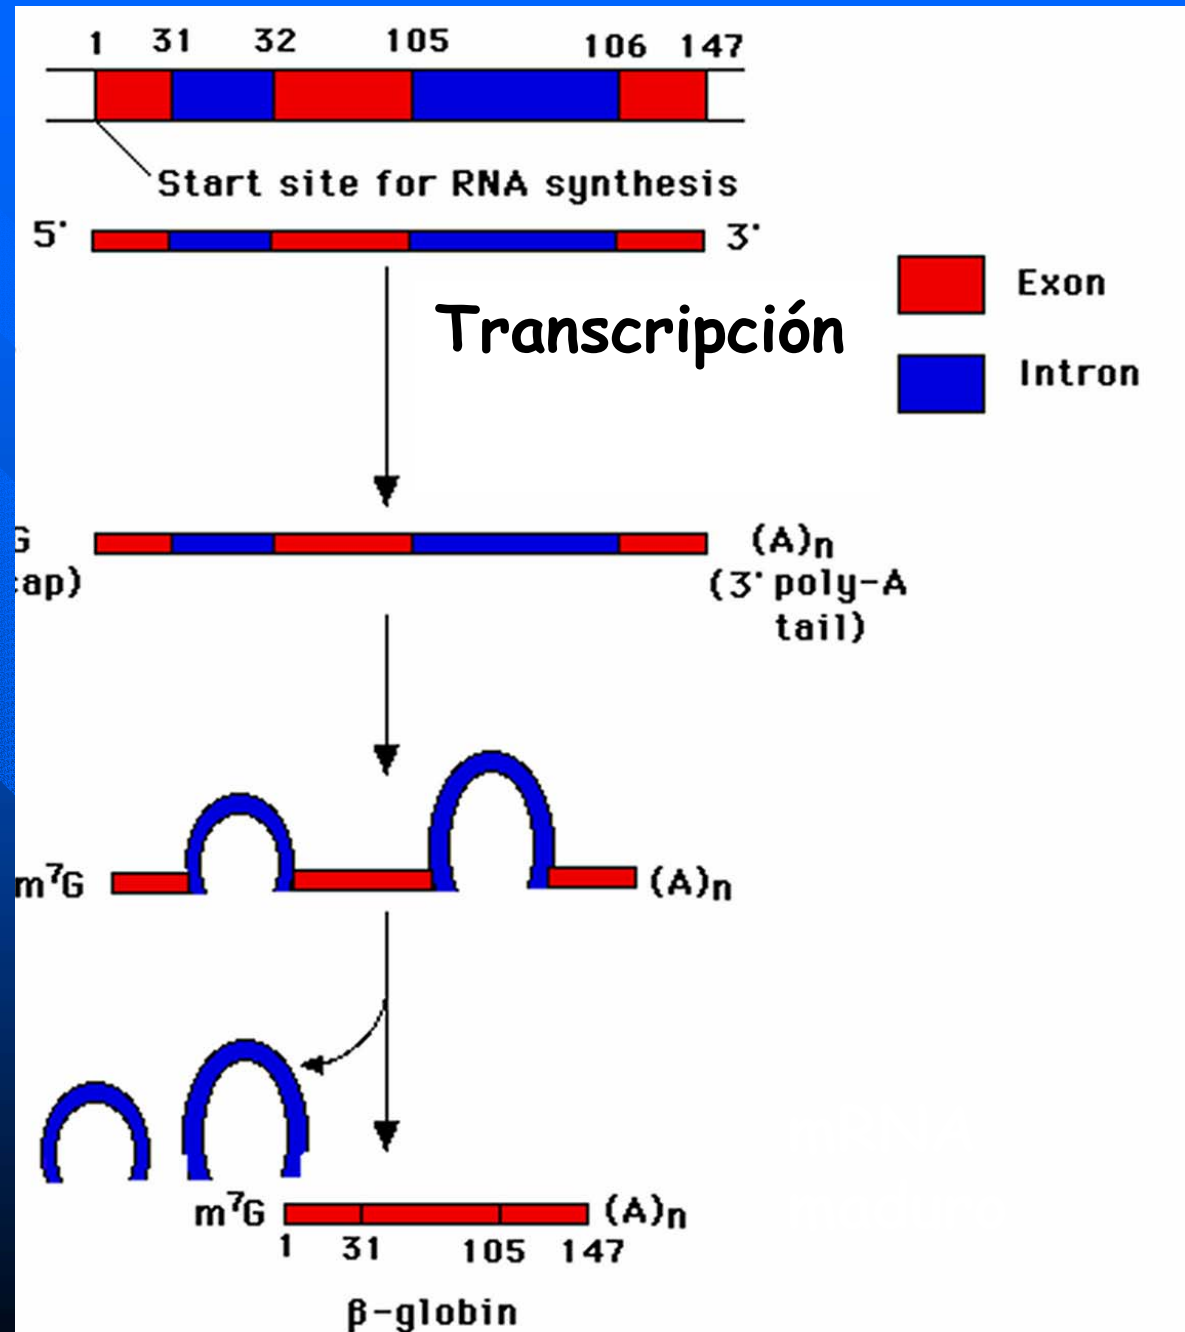 1 31 32 105 106 147
Start site for RNA synthesis
5' 3'
Exon
Transcripción
Intron
G (A)n
ap) (3' poly-A
tail)
m⁷G (A)n
m⁷G (A)n
1 31 105 147
β-globin